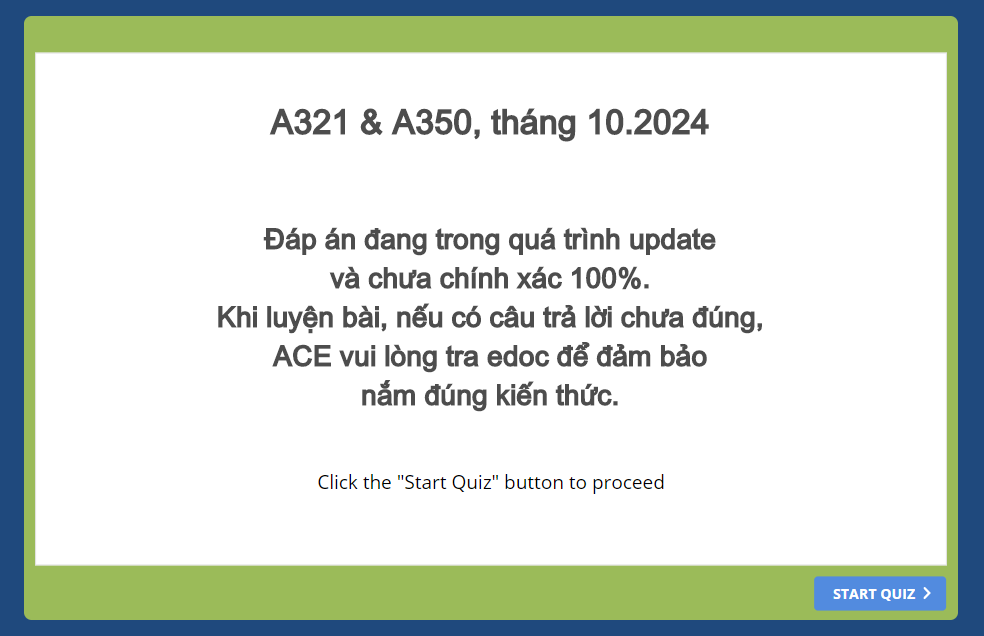 A321 & A350, tháng 10.2024
Đáp án đang trong quá trình update
và chưa chính xác 100%.
Khi luyện bài, nếu có câu trả lời chưa đúng,
ACE vui lòng tra edoc để đảm bảo
nắm đúng kiến thức.
Click the "Start Quiz" button to proceed
START QUIZ